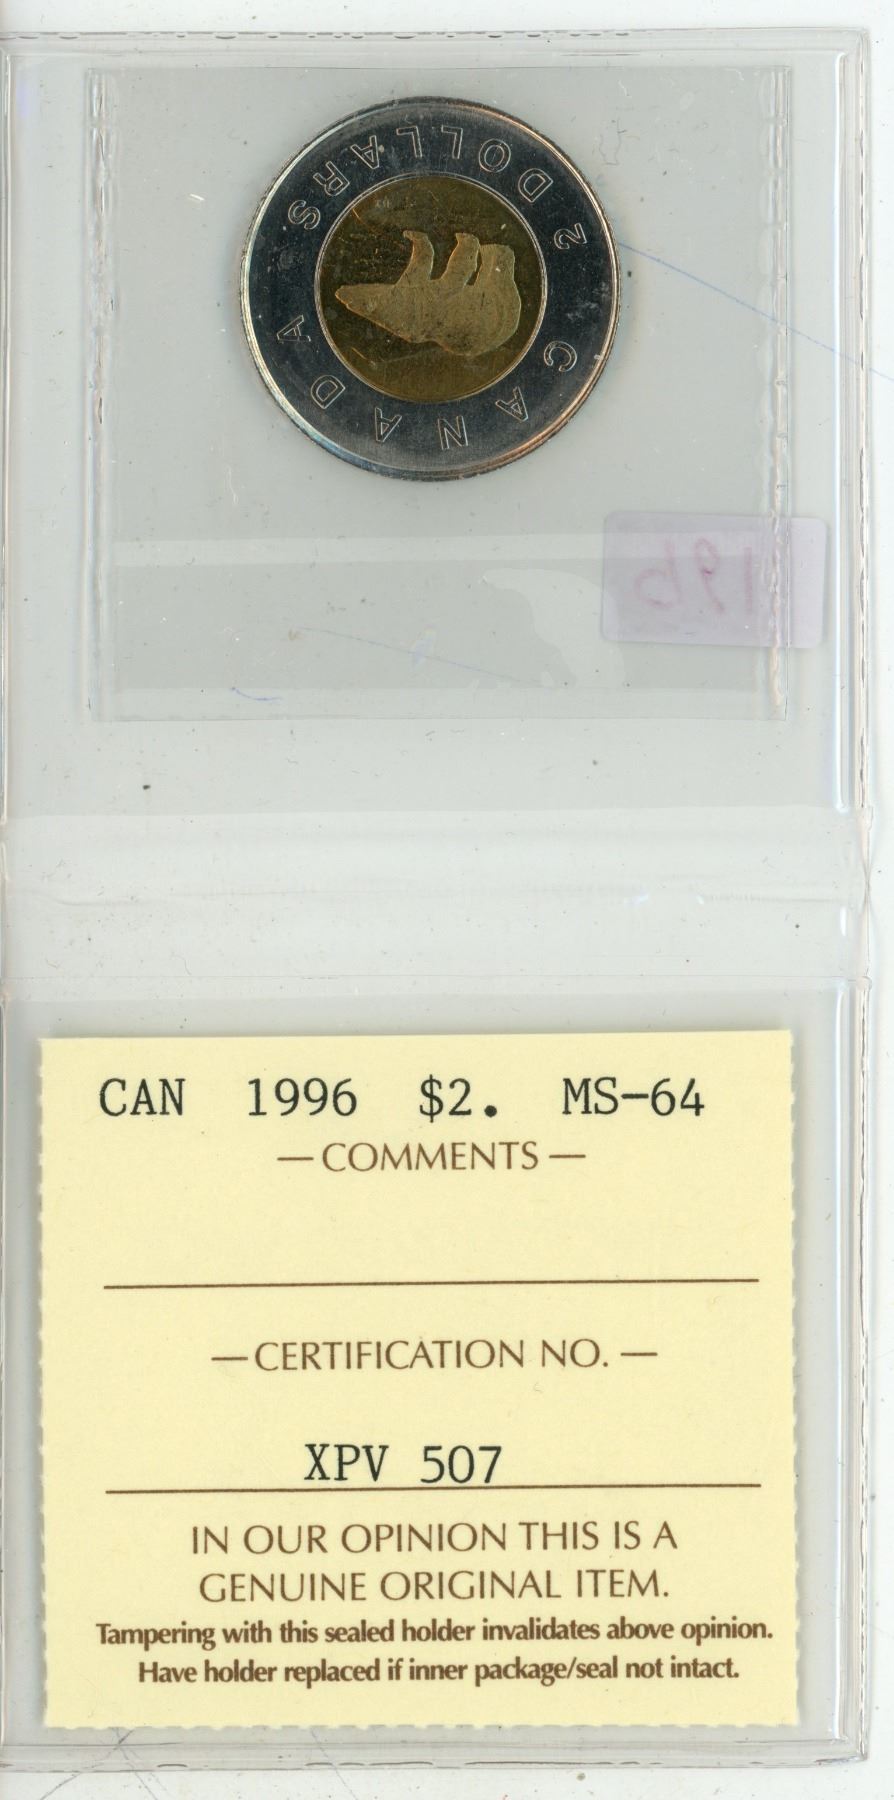 2 DOLLARS
CANADA
196
CAN 1996 $2. MS-64
— COMMENTS —
— CERTIFICATION NO. —
XPV 507
IN OUR OPINION THIS IS A
GENUINE ORIGINAL ITEM.
Tampering with this sealed holder invalidates above opinion.
Have holder replaced if inner package/seal not intact.